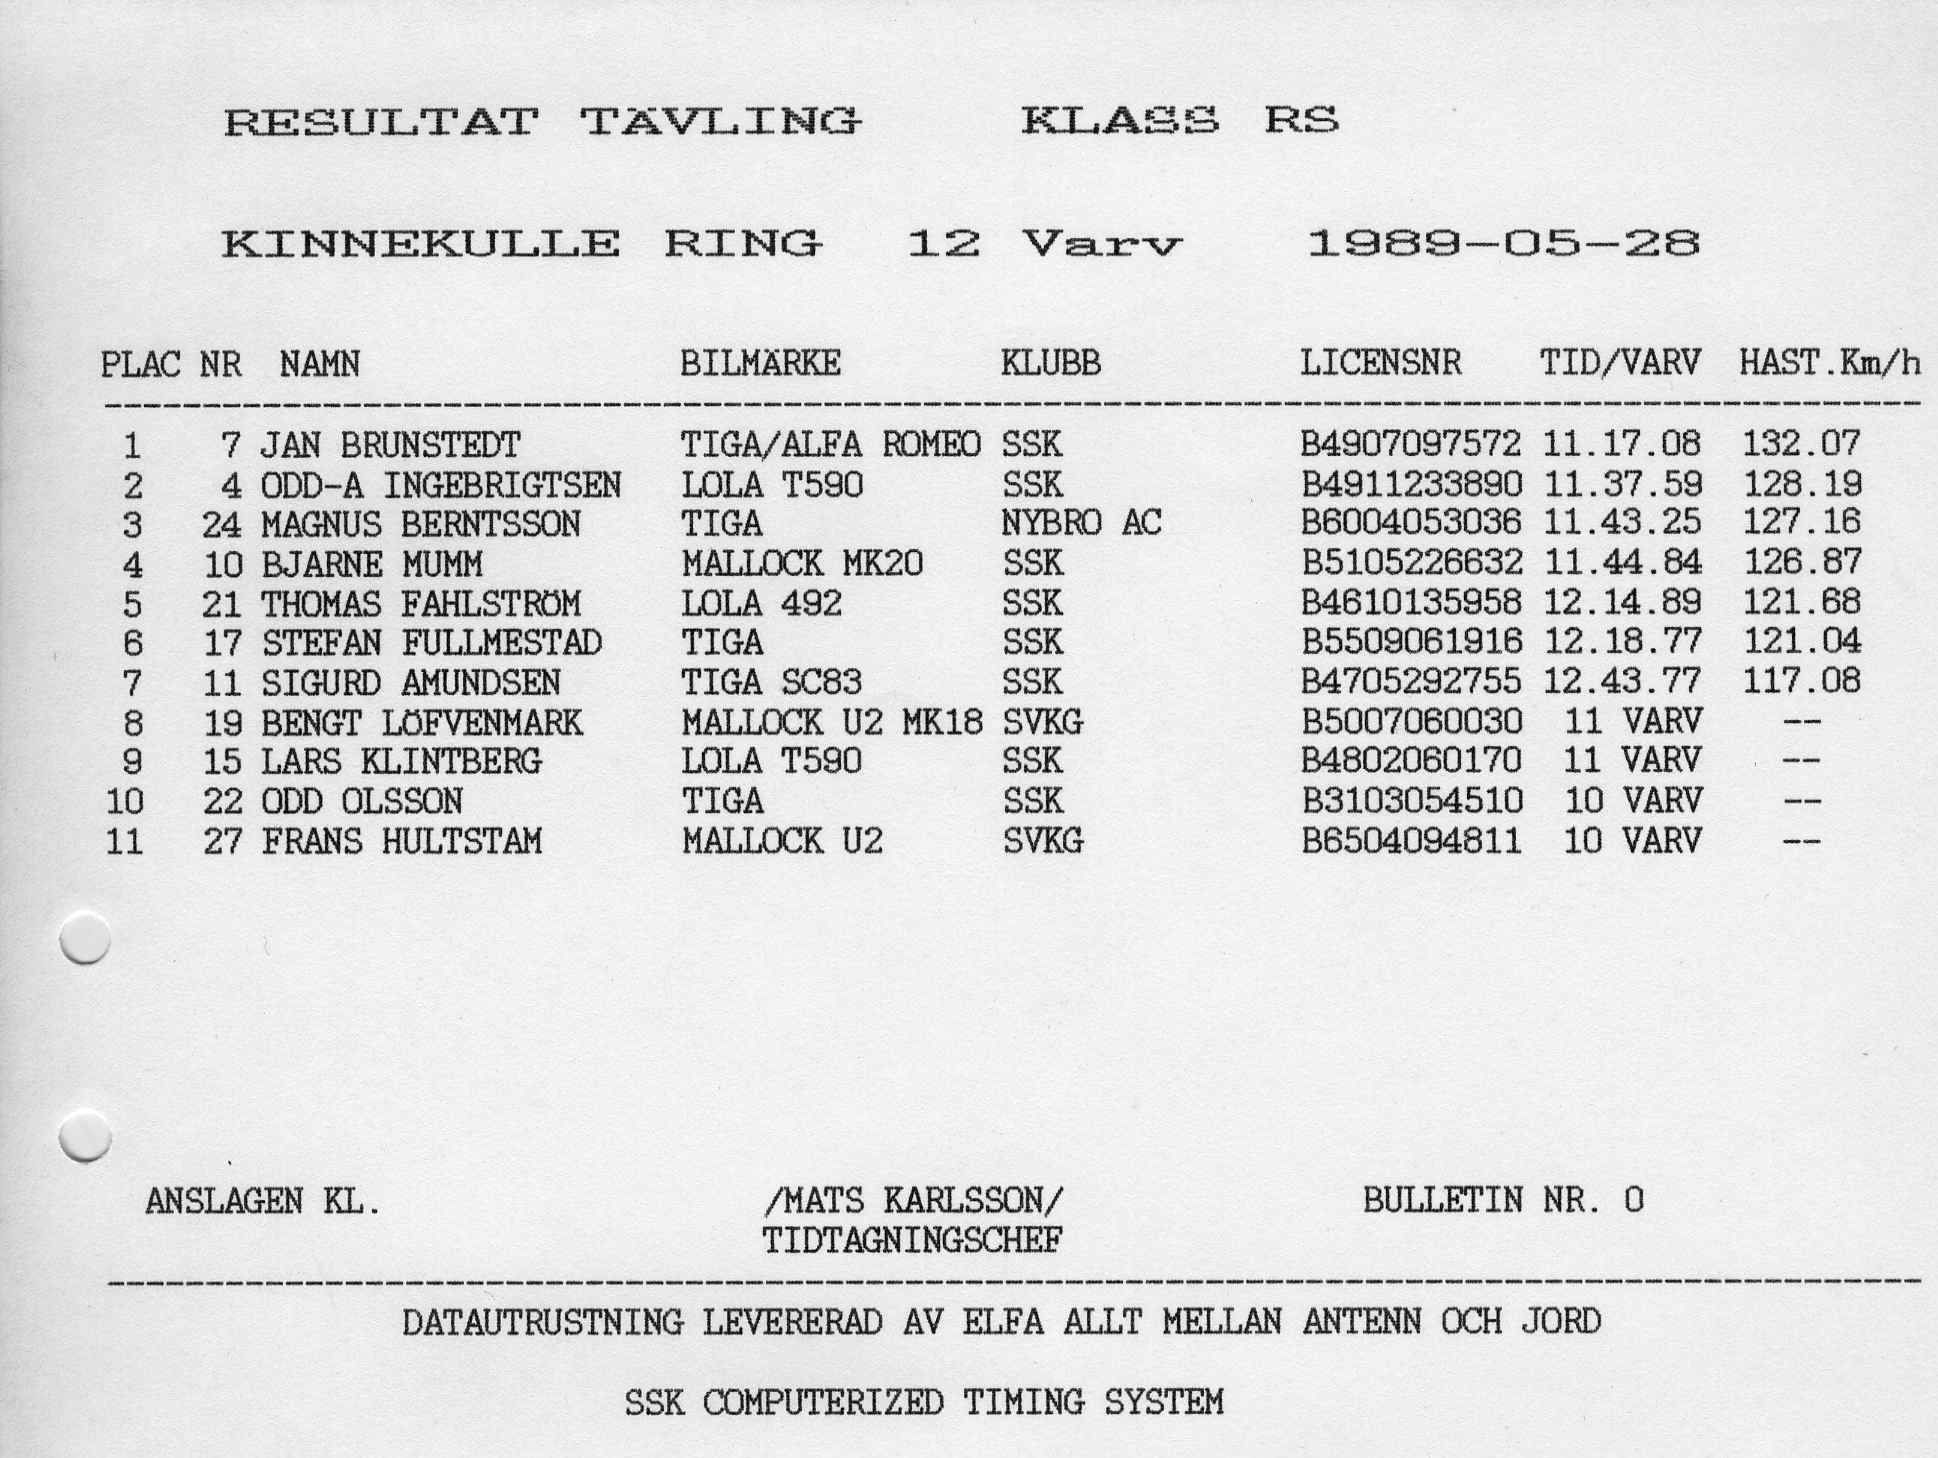 RESULTAT TÄVLING KLASS RS
KINNEKULLE RING 12 Varv 1989-05-28
PLAC NR NAMN BILMÄRKE KLUBB LICENSNR TID/VARV HAST.Km/h
1 7 JAN BRUNSTEDT TIGA/ALFA ROMEO SSK B4907097572 11.17.08 132.07
2 4 ODD-A INGEBRIGTSEN LOLA T590 SSK B4911233890 11.37.59 128.19
3 24 MAGNUS BERNTSSON TIGA NYBRO AC B6004053036 11.43.25 127.16
4 10 BJARNE MUMM MALLOCK MK20 SSK B5105226632 11.44.84 126.87
5 21 THOMAS FAHLSTRÖM LOLA 492 SSK B4610135958 12.14.89 121.68
6 17 STEFAN FULLMESTAD TIGA SSK B5509061916 12.18.77 121.04
7 11 SIGURD AMUNDSEN TIGA SC83 SSK B4705292755 12.43.77 117.08
8 19 BENGT LÖFVENMARK MALLOCK U2 MK18 SVKG B5007060030 11 VARV --
9 15 LARS KLINTBERG LOLA T590 SSK B4802060170 11 VARV --
10 22 ODD OLSSON TIGA SSK B3103054510 10 VARV --
11 27 FRANS HULTSTAM MALLOCK U2 SVKG B6504094811 10 VARV --
ANSLAGEN KL. /MATS KARLSSON/ BULLETIN NR. 0
TIDTAGNINGSCHEF
DATAUTRUSTNING LEVERERAD AV ELFA ALLT MELLAN ANTENN OCH JORD
SSK COMPUTERIZED TIMING SYSTEM